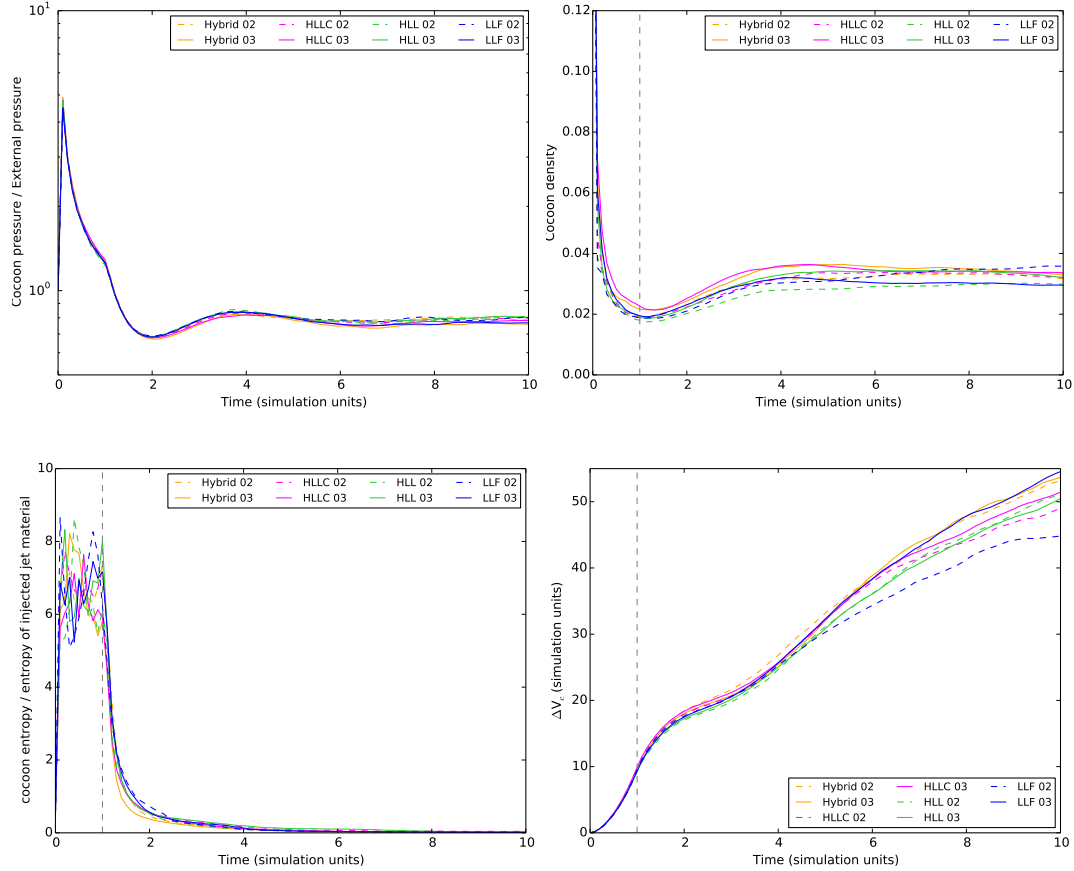 10¹
10⁰
Cocoon pressure / External pressure
Hybrid 02 HLLC 02 HLL 02 LLF 02
Hybrid 03 HLLC 03 HLL 03 LLF 03
0 2 4 6 8 10
Time (simulation units)
0.12
0.10
0.08
0.06
0.04
0.02
0.00
Cocoon density
Hybrid 02 HLLC 02 HLL 02 LLF 02
Hybrid 03 HLLC 03 HLL 03 LLF 03
0 2 4 6 8 10
Time (simulation units)
10
8
6
4
2
0
cocoon entropy / entropy of injected jet material
Hybrid 02 HLLC 02 HLL 02 LLF 02
Hybrid 03 HLLC 03 HLL 03 LLF 03
0 2 4 6 8 10
Time (simulation units)
50
40
30
20
10
0
ΔV_c (simulation units)
Hybrid 02 HLLC 03 LLF 02
Hybrid 03 HLL 02 LLF 03
HLLC 02 HLL 03
0 2 4 6 8 10
Time (simulation units)